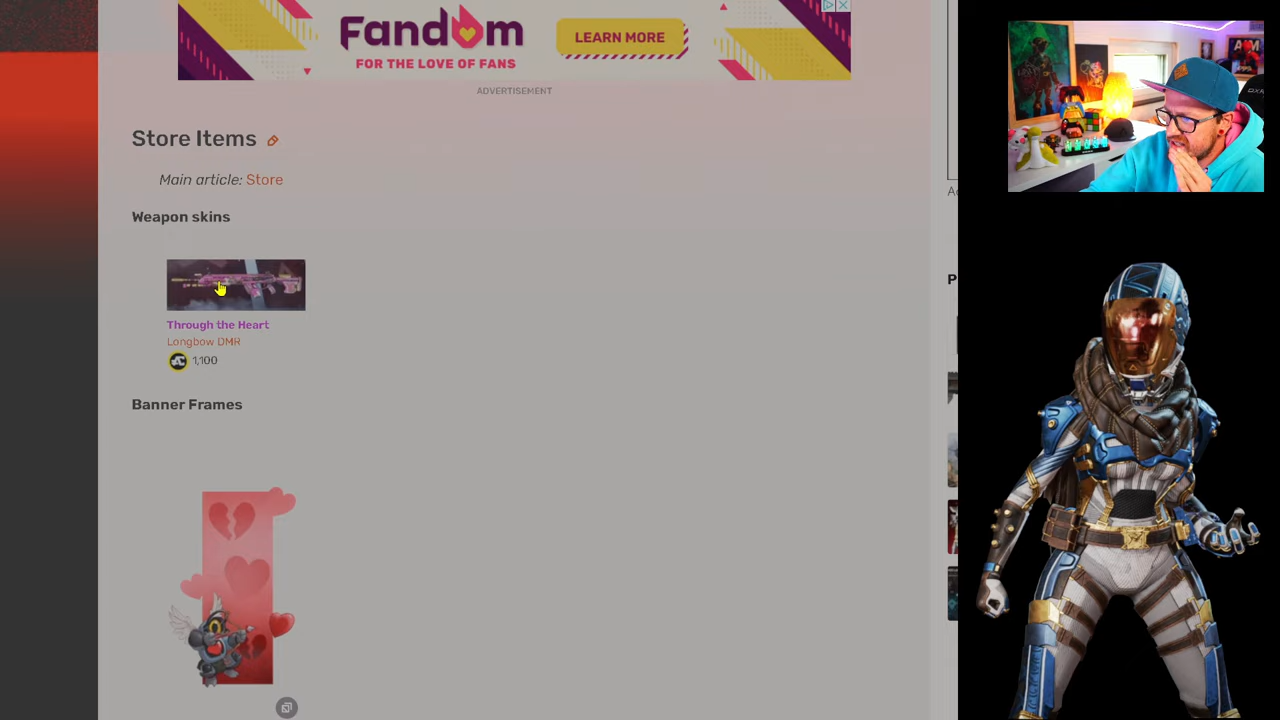 Fandom
FOR THE LOVE OF FANS
LEARN MORE
ADVERTISEMENT
Store Items
Main article: Store
Weapon skins
Through the Heart
Longbow DMR
1,100
Banner Frames